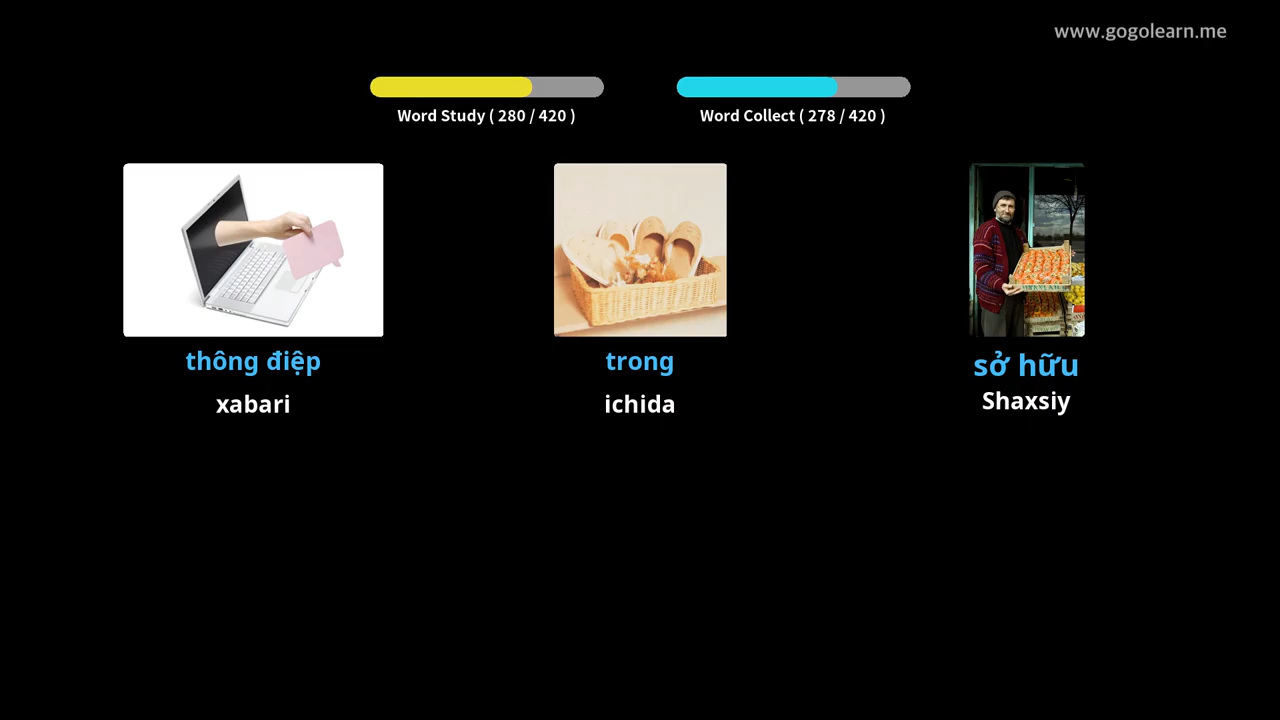 www.gogolearn.me
Word Study ( 280 / 420 )
Word Collect ( 278 / 420 )
thông điệp
trong
sở hữu
xabari
ichida
Shaxsiy